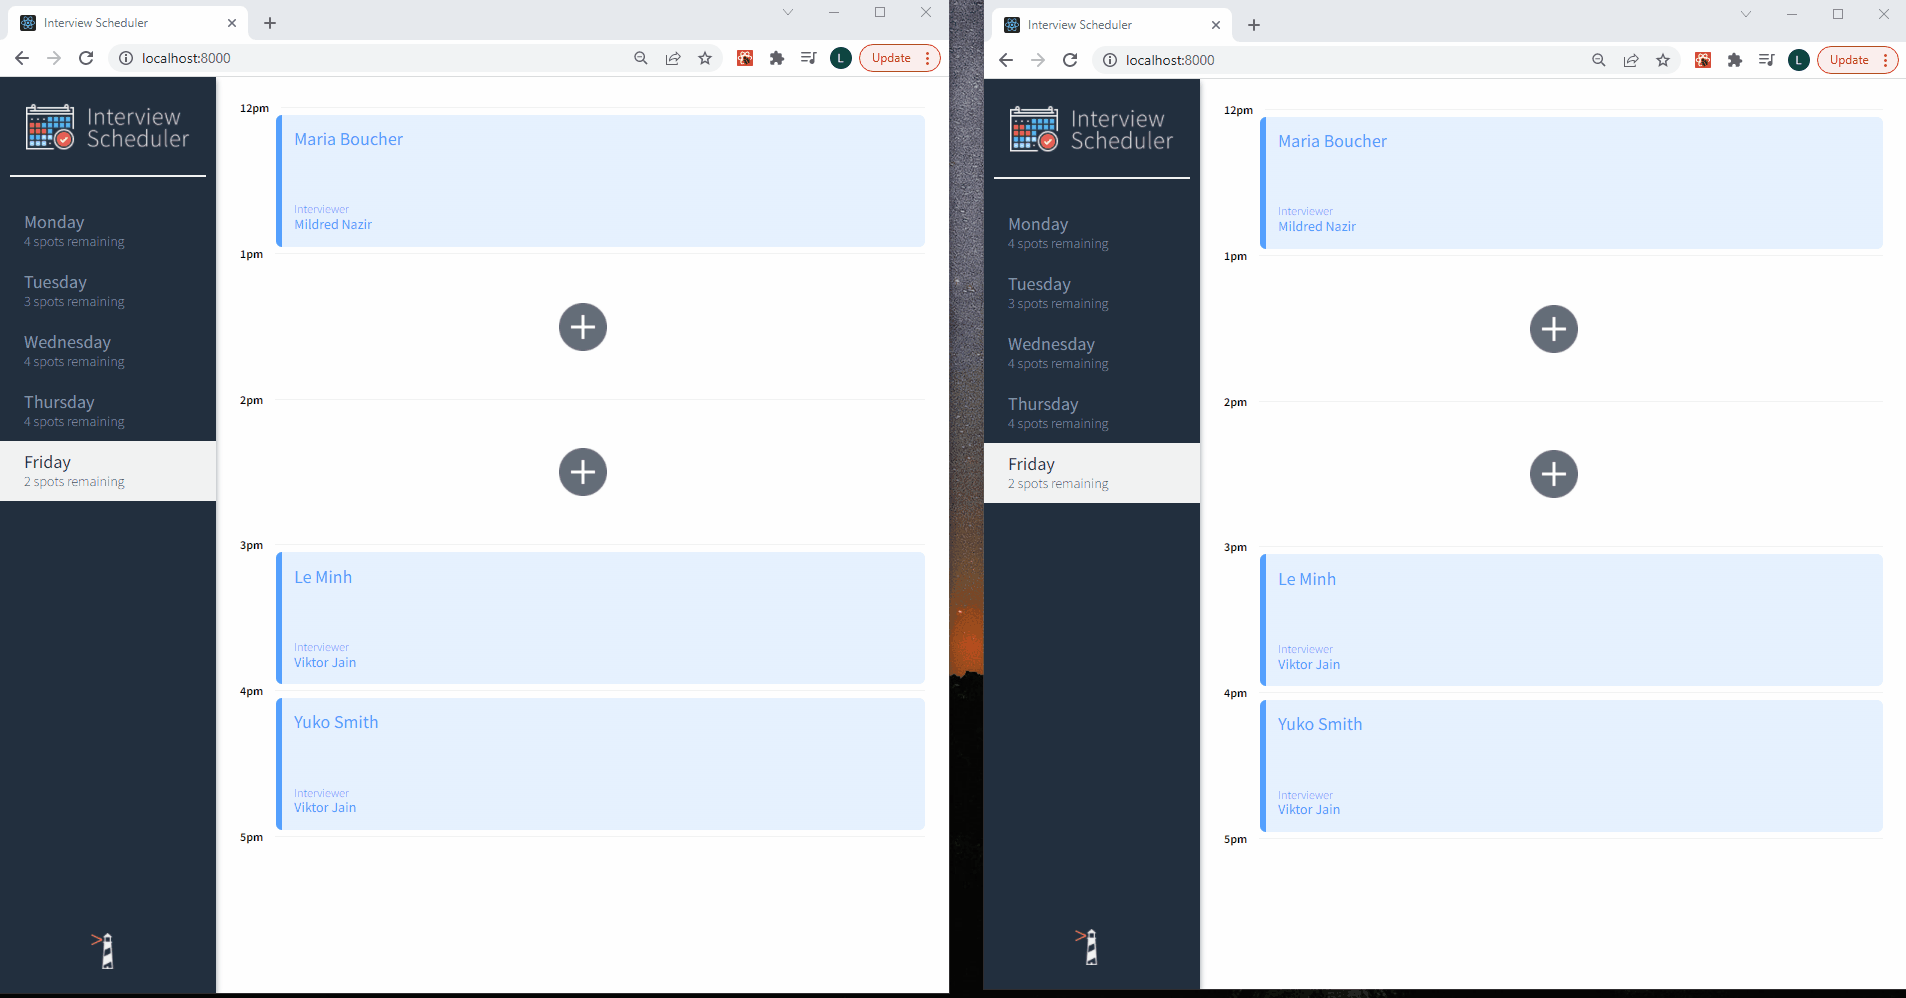 Interview Scheduler
localhost:8000
L
Update
Interview
Scheduler
Monday
4 spots remaining
Tuesday
3 spots remaining
Wednesday
4 spots remaining
Thursday
4 spots remaining
Friday
2 spots remaining
12pm
Maria Boucher
Interviewer
Mildred Nazir
1pm
2pm
3pm
Le Minh
Interviewer
Viktor Jain
4pm
Yuko Smith
Interviewer
Viktor Jain
5pm
Interview Scheduler
localhost:8000
L
Update
Interview
Scheduler
Monday
4 spots remaining
Tuesday
3 spots remaining
Wednesday
4 spots remaining
Thursday
4 spots remaining
Friday
2 spots remaining
12pm
Maria Boucher
Interviewer
Mildred Nazir
1pm
2pm
3pm
Le Minh
Interviewer
Viktor Jain
4pm
Yuko Smith
Interviewer
Viktor Jain
5pm